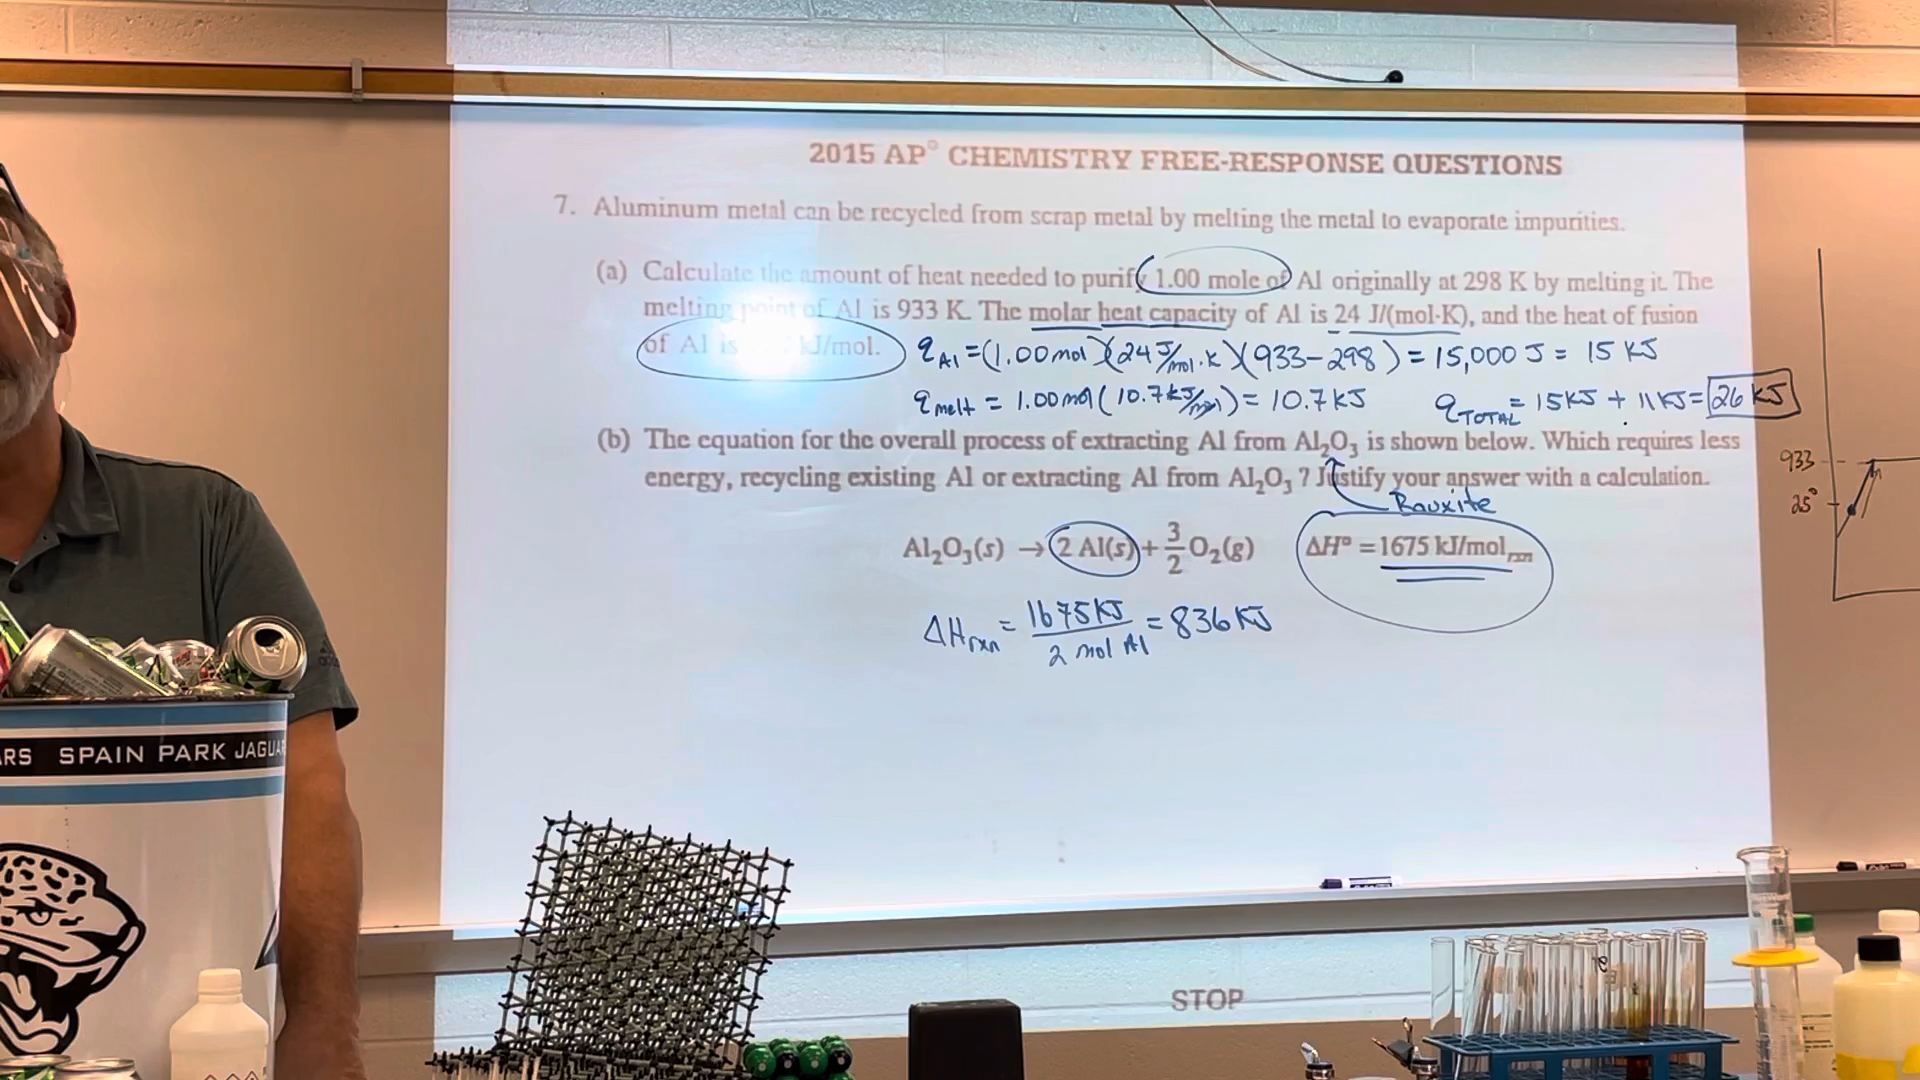 2015 AP® CHEMISTRY FREE-RESPONSE QUESTIONS
7. Aluminum metal can be recycled from scrap metal by melting the metal to evaporate impurities.
(a) Calculate the amount of heat needed to purify 1.00 mole of Al originally at 298 K by melting it. The
melting point of Al is 933 K. The molar heat capacity of Al is 24 J/(mol·K), and the heat of fusion
of Al is kJ/mol.
q Al = (1.00 mol)(24 J/mol·K)(933-298) = 15,000 J = 15 KJ
q melt = 1.00 mol (10.7 kJ/mol) = 10.7 KJ
q TOTAL = 15 KJ + 11 KJ = 26 KJ
(b) The equation for the overall process of extracting Al from Al₂O₃ is shown below. Which requires less
energy, recycling existing Al or extracting Al from Al₂O₃ ? Justify your answer with a calculation.
Bauxite
Al₂O₃(s) → 2 Al(s) + 3/2 O₂(g) ΔH° = 1675 kJ/mol rxn
ΔH rxn = 1675 KJ / 2 mol Al = 836 KJ
933
25°
SPAIN PARK JAGUA
STOP